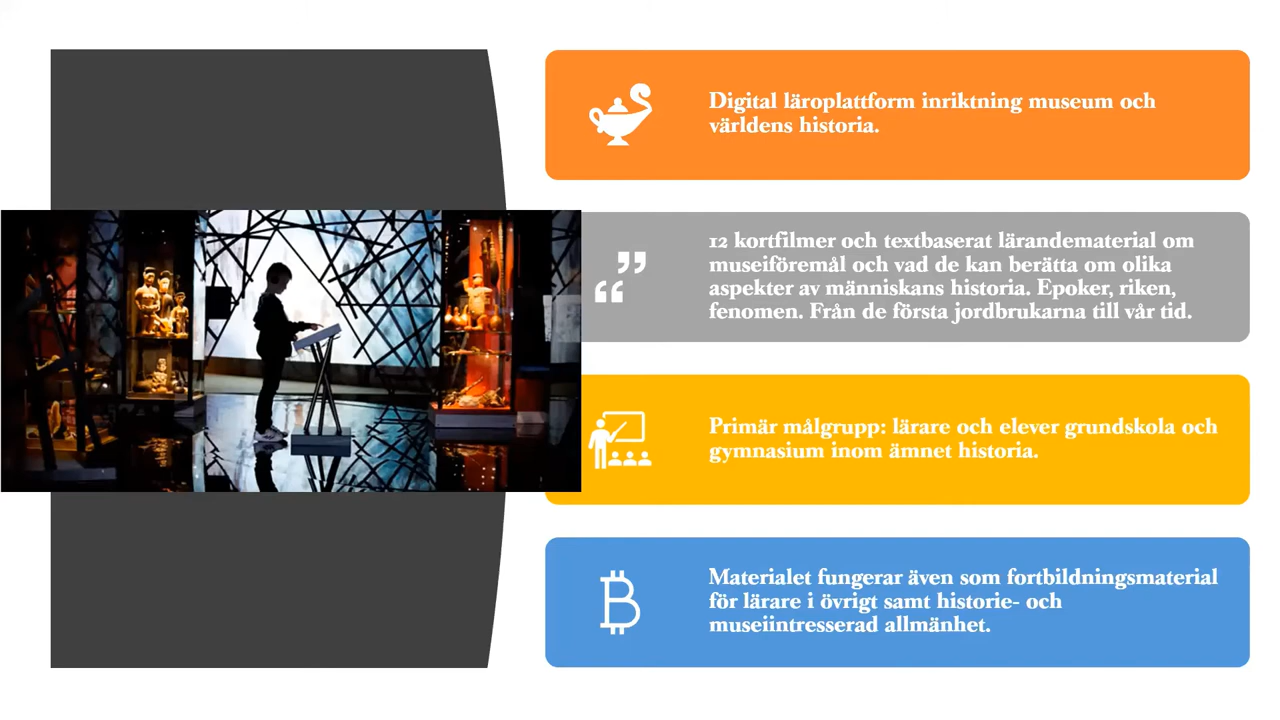 Digital läroplattform inriktning museum och
världens historia.
12 kortfilmer och textbaserat lärandematerial om
museiföremål och vad de kan berätta om olika
aspekter av människans historia. Epoker, riken,
fenomen. Från de första jordbrukarna till vår tid.
Primär målgrupp: lärare och elever grundskola och
gymnasium inom ämnet historia.
Materialet fungerar även som fortbildningsmaterial
för lärare i övrigt samt historie- och
museiintresserad allmänhet.